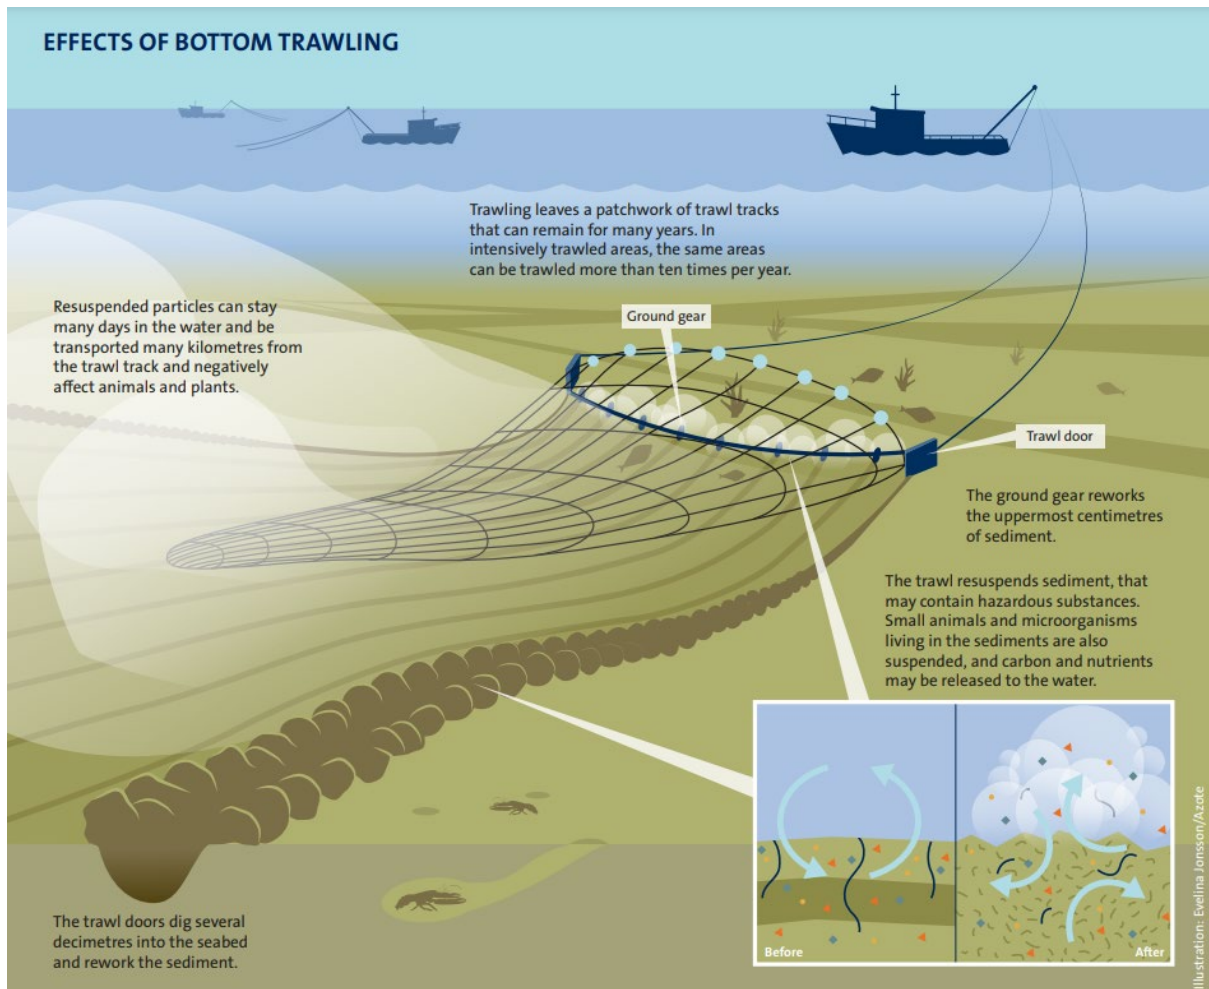 EFFECTS OF BOTTOM TRAWLING
Trawling leaves a patchwork of trawl tracks
that can remain for many years. In
intensively trawled areas, the same areas
can be trawled more than ten times per year.
Resuspended particles can stay
many days in the water and be
transported many kilometres from
the trawl track and negatively
affect animals and plants.
Ground gear
Trawl door
The ground gear reworks
the uppermost centimetres
of sediment.
The trawl resuspends sediment, that
may contain hazardous substances.
Small animals and microorganisms
living in the sediments are also
suspended, and carbon and nutrients
may be released to the water.
The trawl doors dig several
decimetres into the seabed
and rework the sediment.
Before
After
Illustration: Evelina Jonsson/Azote